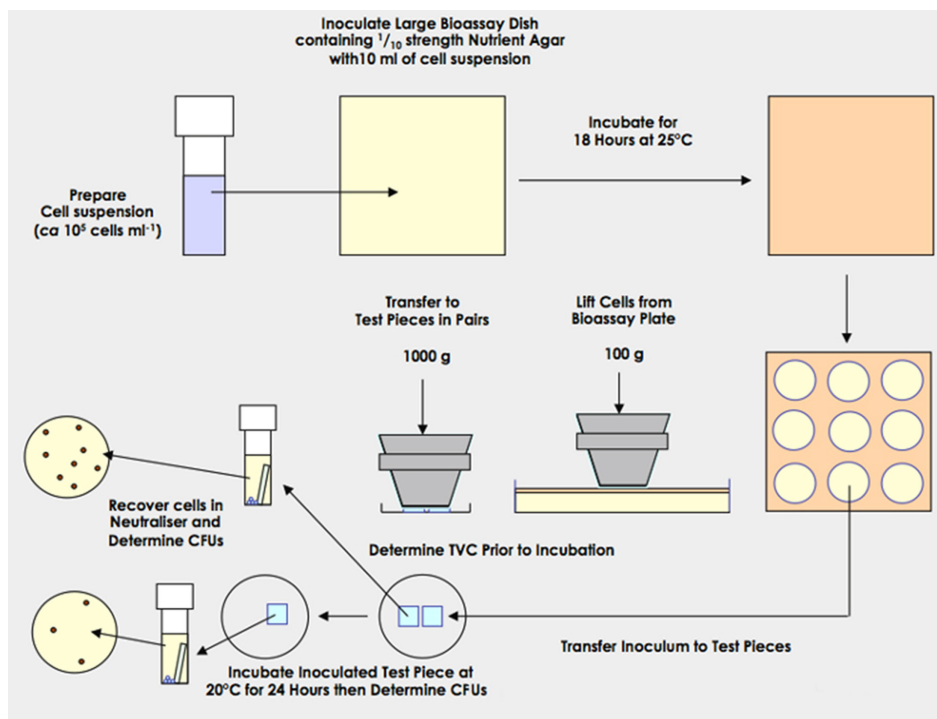 Inoculate Large Bioassay Dish
containing 1/10 strength Nutrient Agar
with10 ml of cell suspension
Incubate for
18 Hours at 25°C
Prepare
Cell suspension
(ca 10⁵ cells ml⁻¹)
Transfer to
Test Pieces in Pairs
1000 g
Lift Cells from
Bioassay Plate
100 g
Recover cells in
Neutraliser and
Determine CFUs
Determine TVC Prior to Incubation
Transfer Inoculum to Test Pieces
Incubate Inoculated Test Piece at
20°C for 24 Hours then Determine CFUs